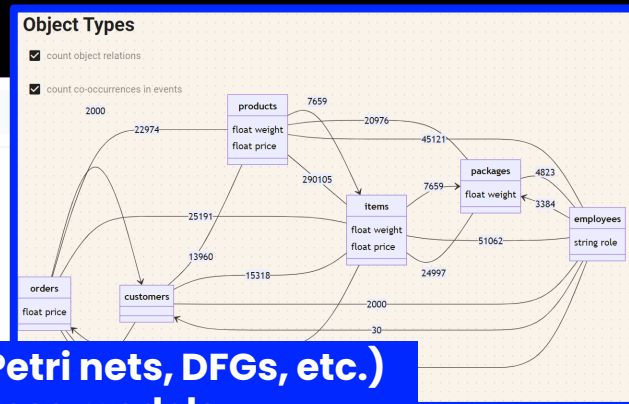 Object Types
count object relations
count co-occurrences in events
2000
7659
products
float weight
float price
22974
20976
45121
290105
packages
float weight
4823
7659
3384
items
float weight
float price
employees
string role
25191
51062
13960
15318
24997
orders
float price
customers
2000
30
Petri nets, DFGs, etc.)